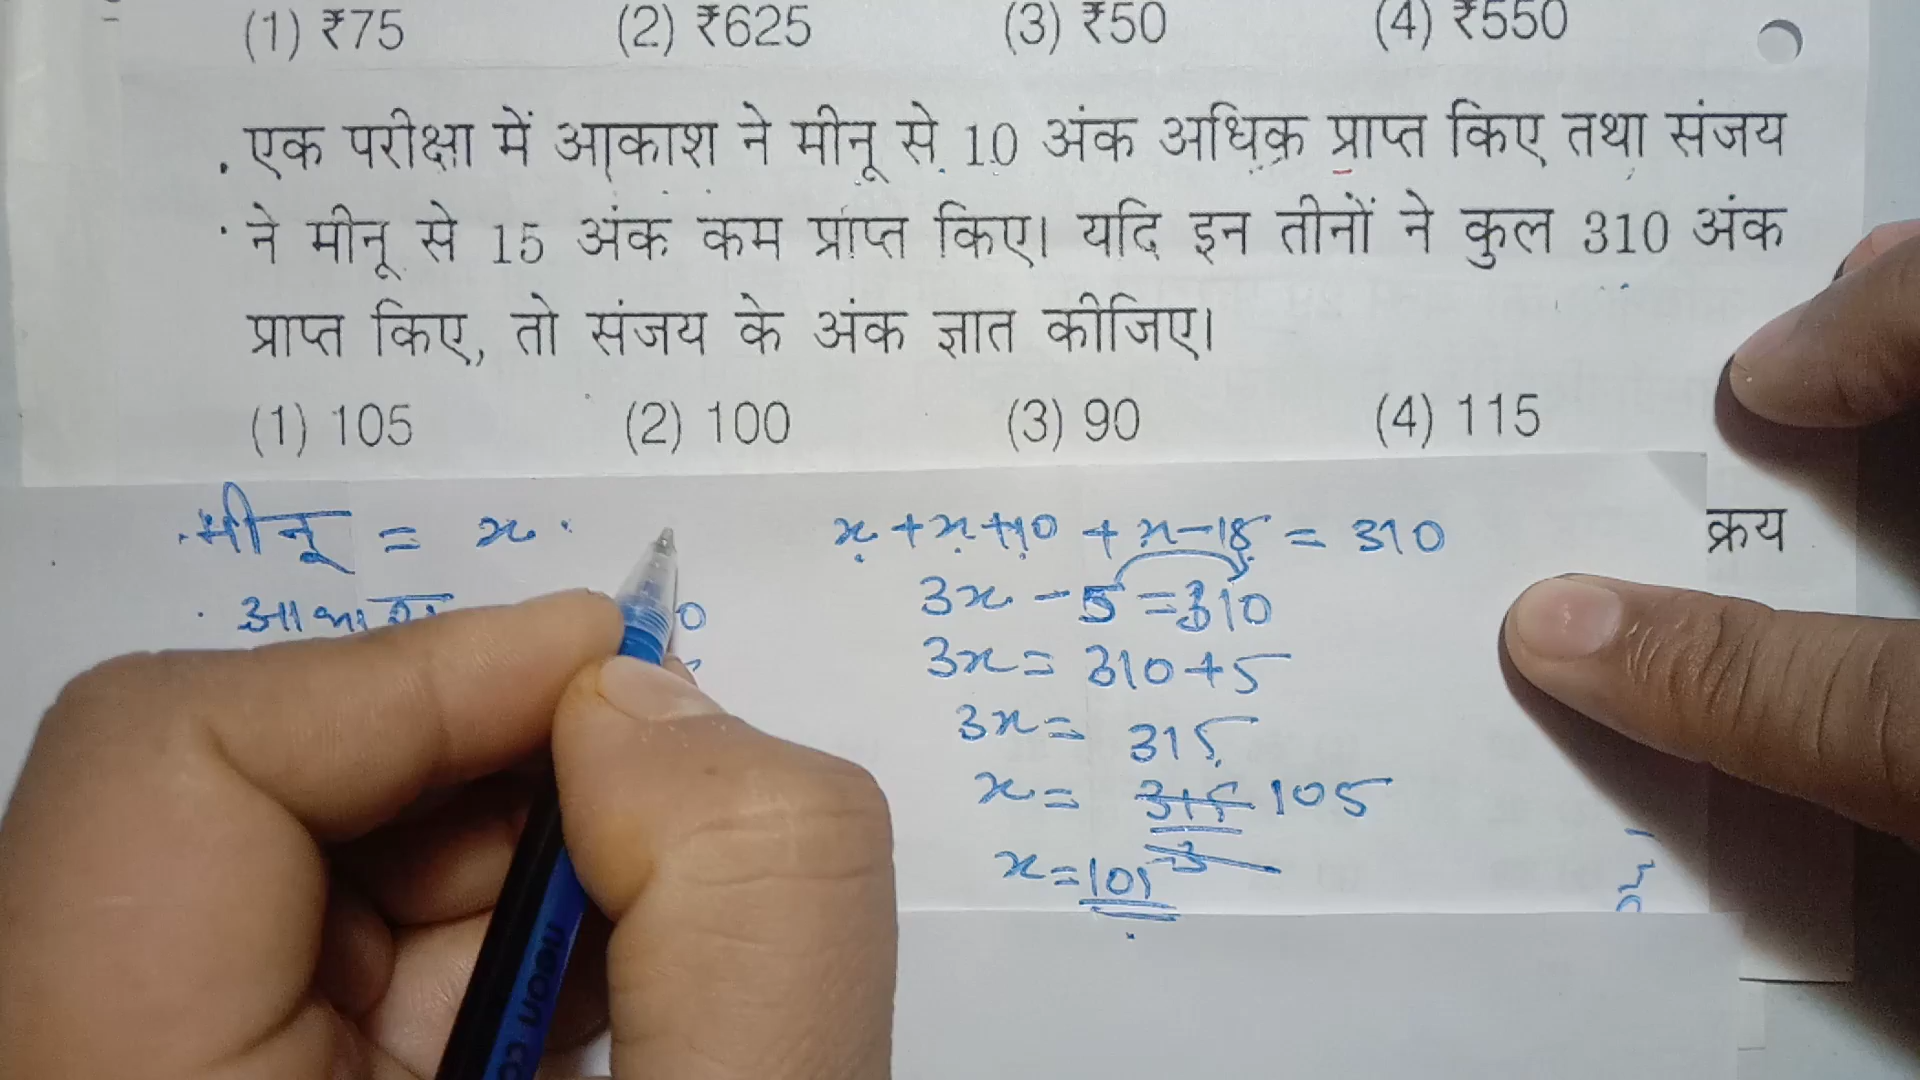 (1) ₹75 (2) ₹625 (3) ₹50 (4) ₹550
एक परीक्षा में आकाश ने मीनू से 10 अंक अधिक प्राप्त किए तथा संजय
ने मीनू से 15 अंक कम प्राप्त किए। यदि इन तीनों ने कुल 310 अंक
प्राप्त किए, तो संजय के अंक ज्ञात कीजिए।
(1) 105 (2) 100 (3) 90 (4) 115
क्रय
मीनू = x
x + x + 10 + x - 15 = 310
3x - 5 = 310
3x = 310 + 5
3x = 315
x = 315 105
3
x = 105